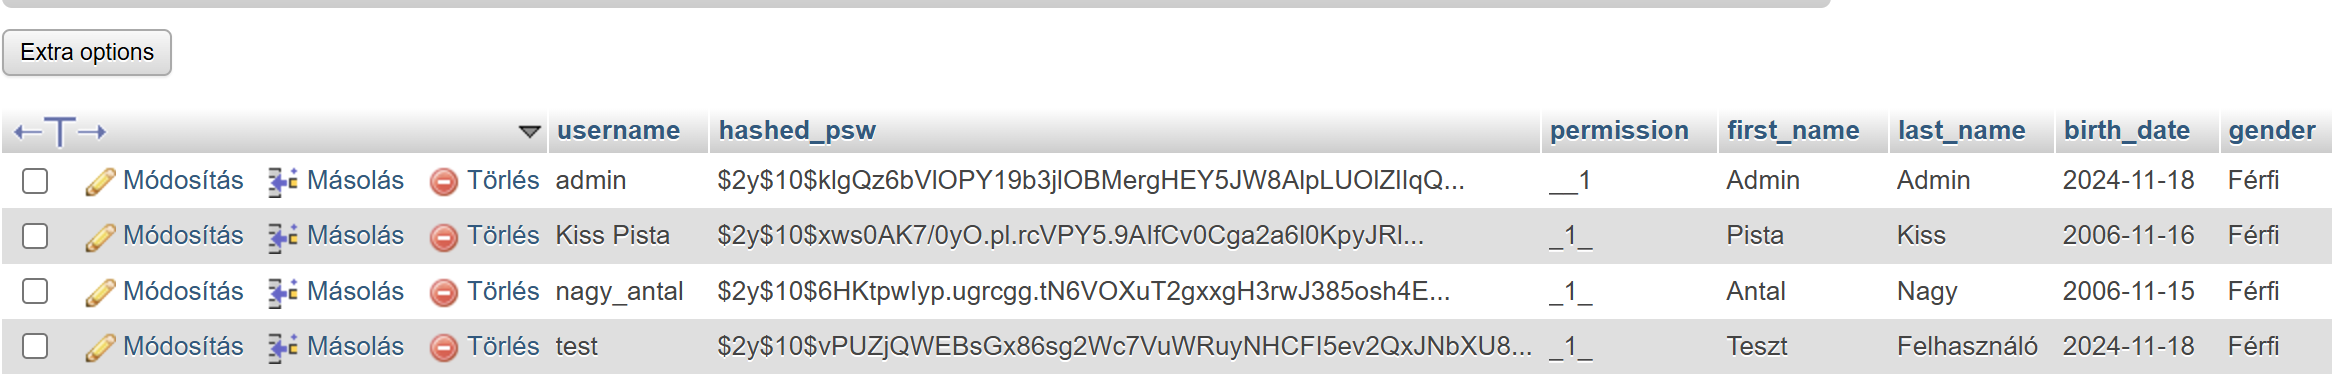 Extra options
username hashed_psw permission first_name last_name birth_date gender
Módosítás Másolás Törlés admin $2y$10$klgQz6bVlOPY19b3jlOBMergHEY5JW8AlpLUOIZIIqQ... __1 Admin Admin 2024-11-18 Férfi
Módosítás Másolás Törlés Kiss Pista $2y$10$xws0AK7/0yO.pl.rcVPY5.9AIfCv0Cga2a6l0KpyJRl... _1_ Pista Kiss 2006-11-16 Férfi
Módosítás Másolás Törlés nagy_antal $2y$10$6HKtpwIyp.ugrcgg.tN6VOXuT2gxxgH3rwJ385osh4E... _1_ Antal Nagy 2006-11-15 Férfi
Módosítás Másolás Törlés test $2y$10$vPUZjQWEBsGx86sg2Wc7VuWRuyNHCFI5ev2QxJNbXU8... _1_ Teszt Felhasználó 2024-11-18 Férfi